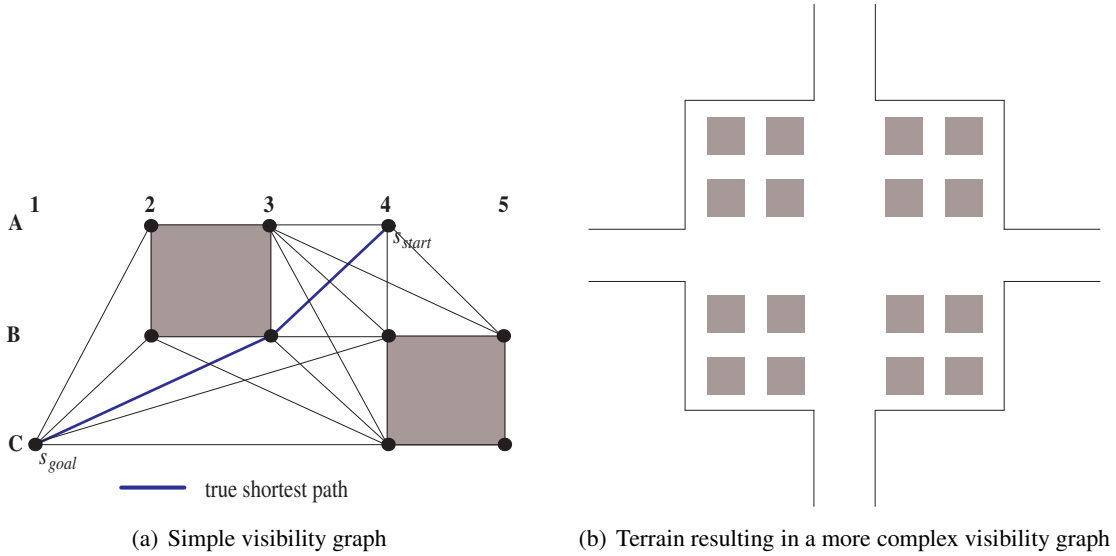 1 2 3 4 5
A
s_start
B
C
s_goal
true shortest path
(a) Simple visibility graph
(b) Terrain resulting in a more complex visibility graph